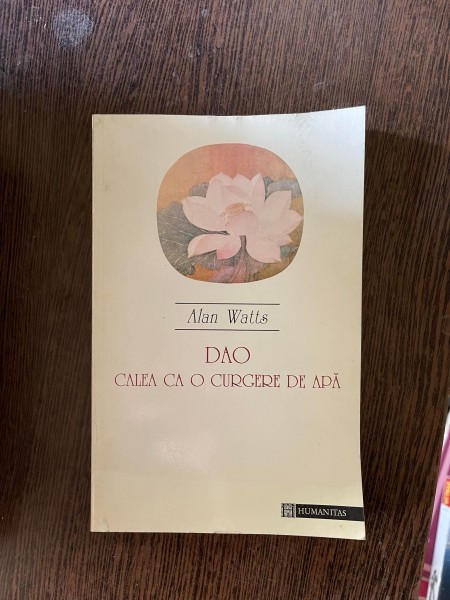 Alan Watts
DAO
CALEA CA O CURGERE DE APĂ
HUMANITAS